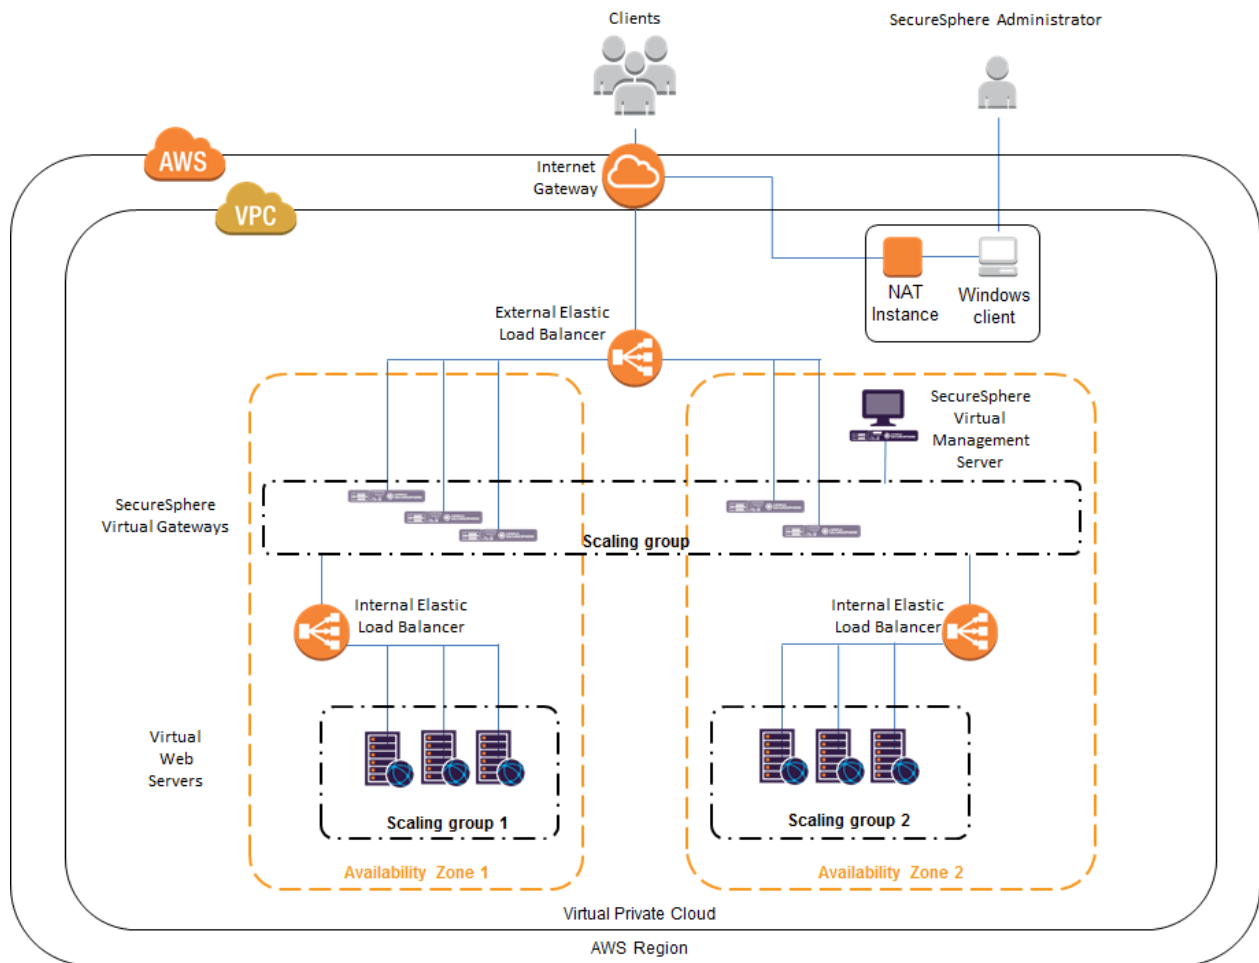 Clients
SecureSphere Administrator
AWS
Internet
Gateway
VPC
NAT
Instance
Windows
client
External Elastic
Load Balancer
SecureSphere
Virtual
Management
Server
SecureSphere
Virtual Gateways
Scaling group
Internal Elastic
Load Balancer
Internal Elastic
Load Balancer
Virtual
Web
Servers
Scaling group 1
Scaling group 2
Availability Zone 1
Availability Zone 2
Virtual Private Cloud
AWS Region